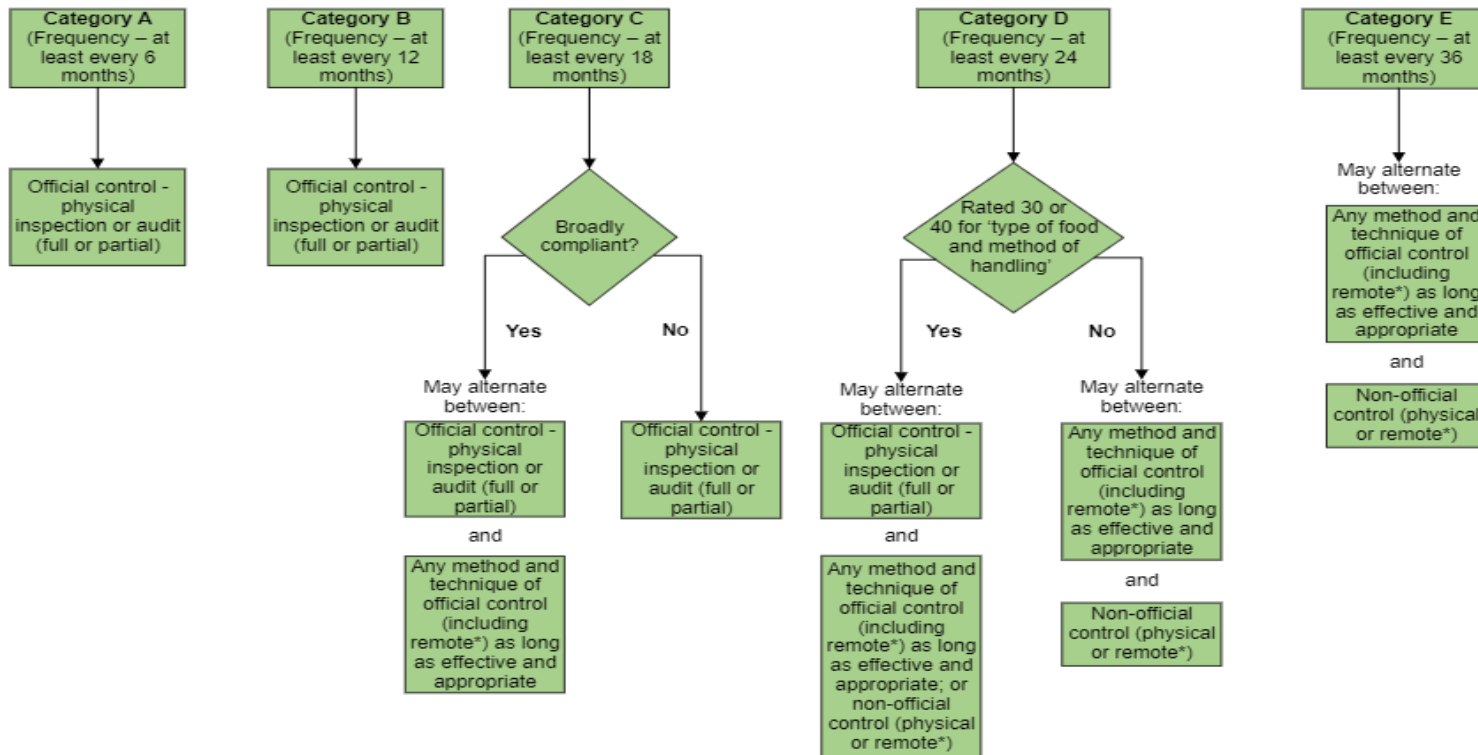 Category A
(Frequency – at
least every 6
months)
Official control -
physical
inspection or audit
(full or partial)
Category B
(Frequency – at
least every 12
months)
Official control -
physical
inspection or audit
(full or partial)
Category C
(Frequency – at
least every 18
months)
Broadly
compliant?
Yes
May alternate
between:
Official control -
physical
inspection or
audit (full or
partial)
and
Any method and
technique of
official control
(including
remote*) as long
as effective and
appropriate
No
Official control -
physical
inspection or
audit (full or
partial)
Category D
(Frequency – at
least every 24
months)
Rated 30 or
40 for ‘type of food
and method of
handling’
Yes
May alternate
between:
Official control -
physical
inspection or
audit (full or
partial)
and
Any method and
technique of
official control
(including
remote*) as long
as effective and
appropriate; or
non-official
control (physical
or remote*)
No
May alternate
between:
Any method and
technique of
official control
(including
remote*) as long
as effective and
appropriate
and
Non-official
control (physical
or remote*)
Category E
(Frequency – at
least every 36
months)
May alternate
between:
Any method and
technique of
official control
(including
remote*) as long
as effective and
appropriate
and
Non-official
control (physical
or remote*)